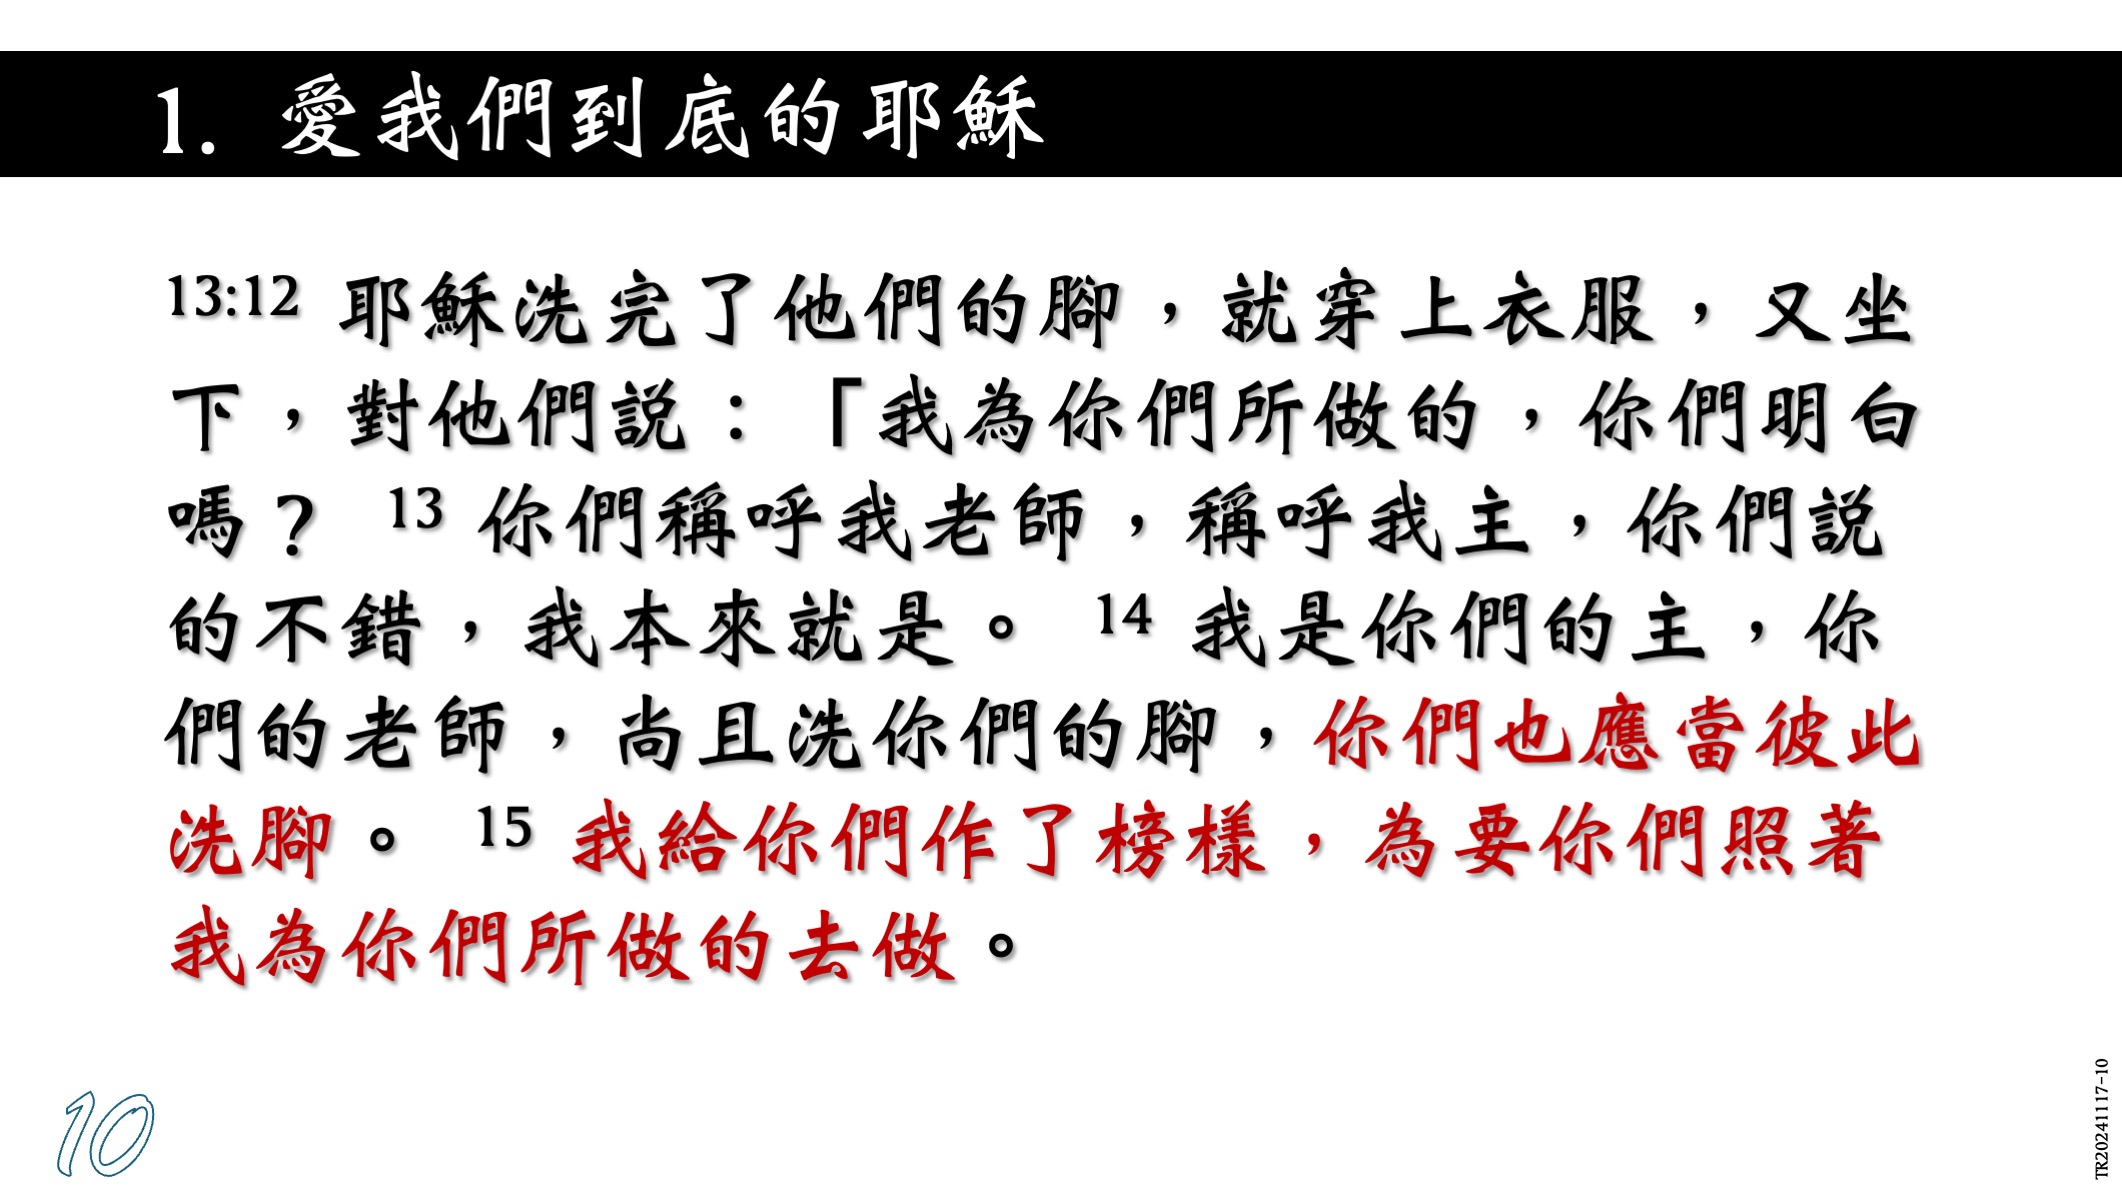 1. 愛我們到底的耶穌
13:12 耶穌洗完了他們的腳，就穿上衣服，又坐
下，對他們說：「我為你們所做的，你們明白
嗎？ 13 你們稱呼我老師，稱呼我主，你們說
的不錯，我本來就是。 14 我是你們的主，你
們的老師，尚且洗你們的腳，你們也應當彼此
洗腳。 15 我給你們作了榜樣，為要你們照著
我為你們所做的去做。
10
TR20241117-10